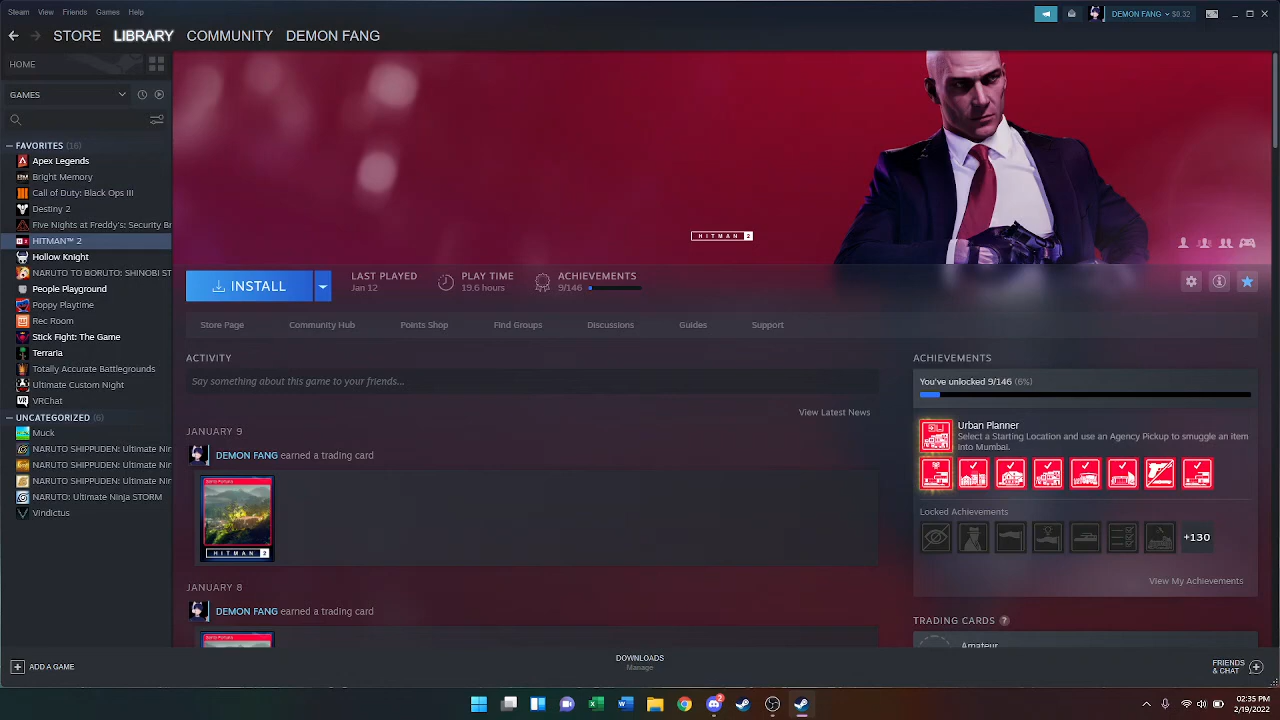 Steam View Friends Games Help
DEMON FANG $0.32
STORE LIBRARY COMMUNITY DEMON FANG
HOME
GAMES
FAVORITES (16)
Apex Legends
Bright Memory
Call of Duty: Black Ops III
Destiny 2
Five Night at Freddy's: Security Br
HITMAN™ 2
Hollow Knight
NARUTO TO BORUTO: SHINOBI ST
People Playground
Poppy Playtime
Rec Room
Stick Fight: The Game
Terraria
Totally Accurate Battlegrounds
Ultimate Custom Night
VRChat
UNCATEGORIZED (6)
Muck
NARUTO SHIPPUDEN: Ultimate Nin
NARUTO SHIPPUDEN: Ultimate Nin
NARUTO SHIPPUDEN: Ultimate Nin
NARUTO: Ultimate Ninja STORM
Vindictus
HITMAN 2
INSTALL
LAST PLAYED
Jan 12
PLAY TIME
19.6 hours
ACHIEVEMENTS
9/146
Store Page Community Hub Points Shop Find Groups Discussions Guides Support
ACTIVITY
Say something about this game to your friends...
View Latest News
JANUARY 9
DEMON FANG earned a trading card
HITMAN 2
JANUARY 8
DEMON FANG earned a trading card
ACHIEVEMENTS
You've unlocked 9/146 (6%)
Urban Planner
Select a Starting Location and use an Agency Pickup to smuggle an item
into Mumbai.
Locked Achievements
+130
View My Achievements
TRADING CARDS ?
Amateur
ADD A GAME
DOWNLOADS
Manage
FRIENDS
& CHAT
2
02:35 PM
2/19/2022